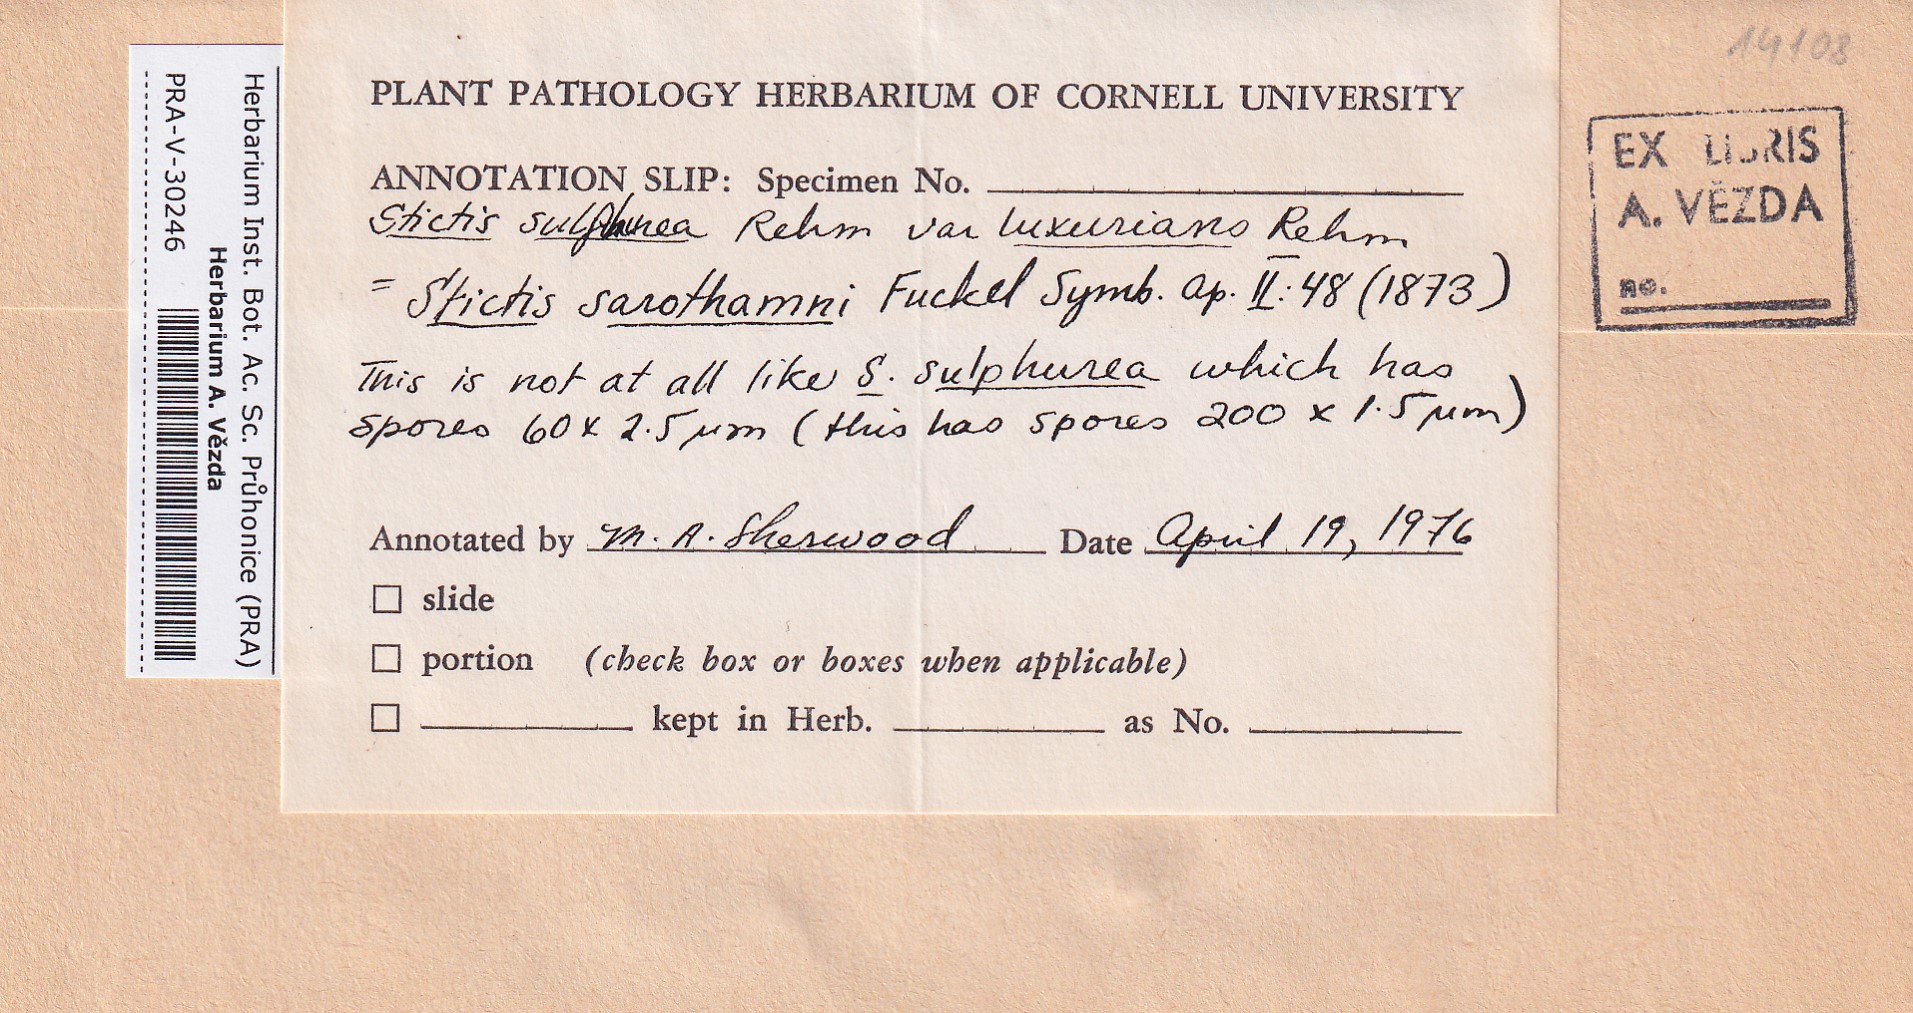 14108
Herbarium Inst. Bot. Ac. Sc. Průhonice (PRA)
Herbarium A. Vězda
PRA-V-30246
PLANT PATHOLOGY HERBARIUM OF CORNELL UNIVERSITY
ANNOTATION SLIP: Specimen No.
Stictis sulphurea Rehm var luxurians Rehm
= Stictis sarothamni Fuckel Symb. Ap. II: 48 (1873)
This is not at all like S. sulphurea which has
spores 60 x 2.5 µm (this has spores 200 x 1.5 µm)
Annotated by M. A. Sherwood Date April 19, 1976
☐ slide
☐ portion (check box or boxes when applicable)
☐ kept in Herb. as No.
EX LIBRIS
A. VĚZDA
no.